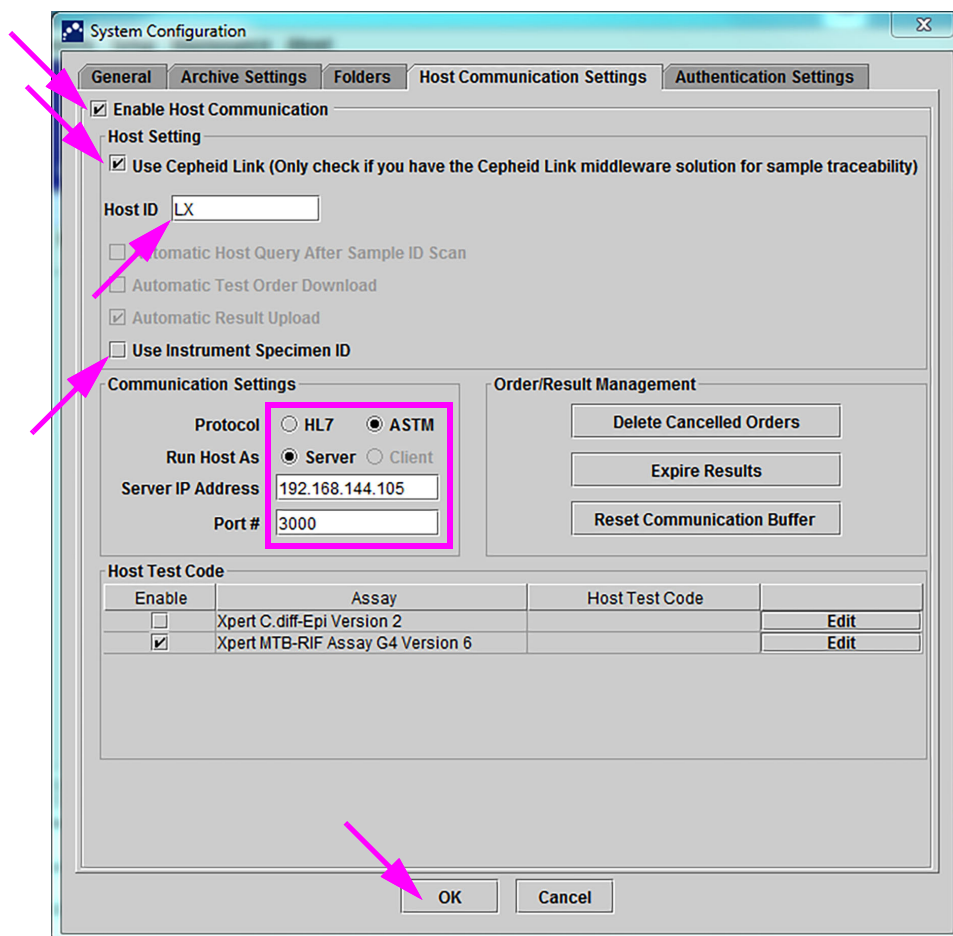 System Configuration
General Archive Settings Folders Host Communication Settings Authentication Settings
Enable Host Communication
Host Setting
Use Cepheid Link (Only check if you have the Cepheid Link middleware solution for sample traceability)
Host ID LX
Automatic Host Query After Sample ID Scan
Automatic Test Order Download
Automatic Result Upload
Use Instrument Specimen ID
Communication Settings
Protocol HL7 ASTM
Run Host As Server Client
Server IP Address 192.168.144.105
Port # 3000
Order/Result Management
Delete Cancelled Orders
Expire Results
Reset Communication Buffer
Host Test Code
Enable Assay Host Test Code
Xpert C.diff-Epi Version 2 Edit
Xpert MTB-RIF Assay G4 Version 6 Edit
OK Cancel